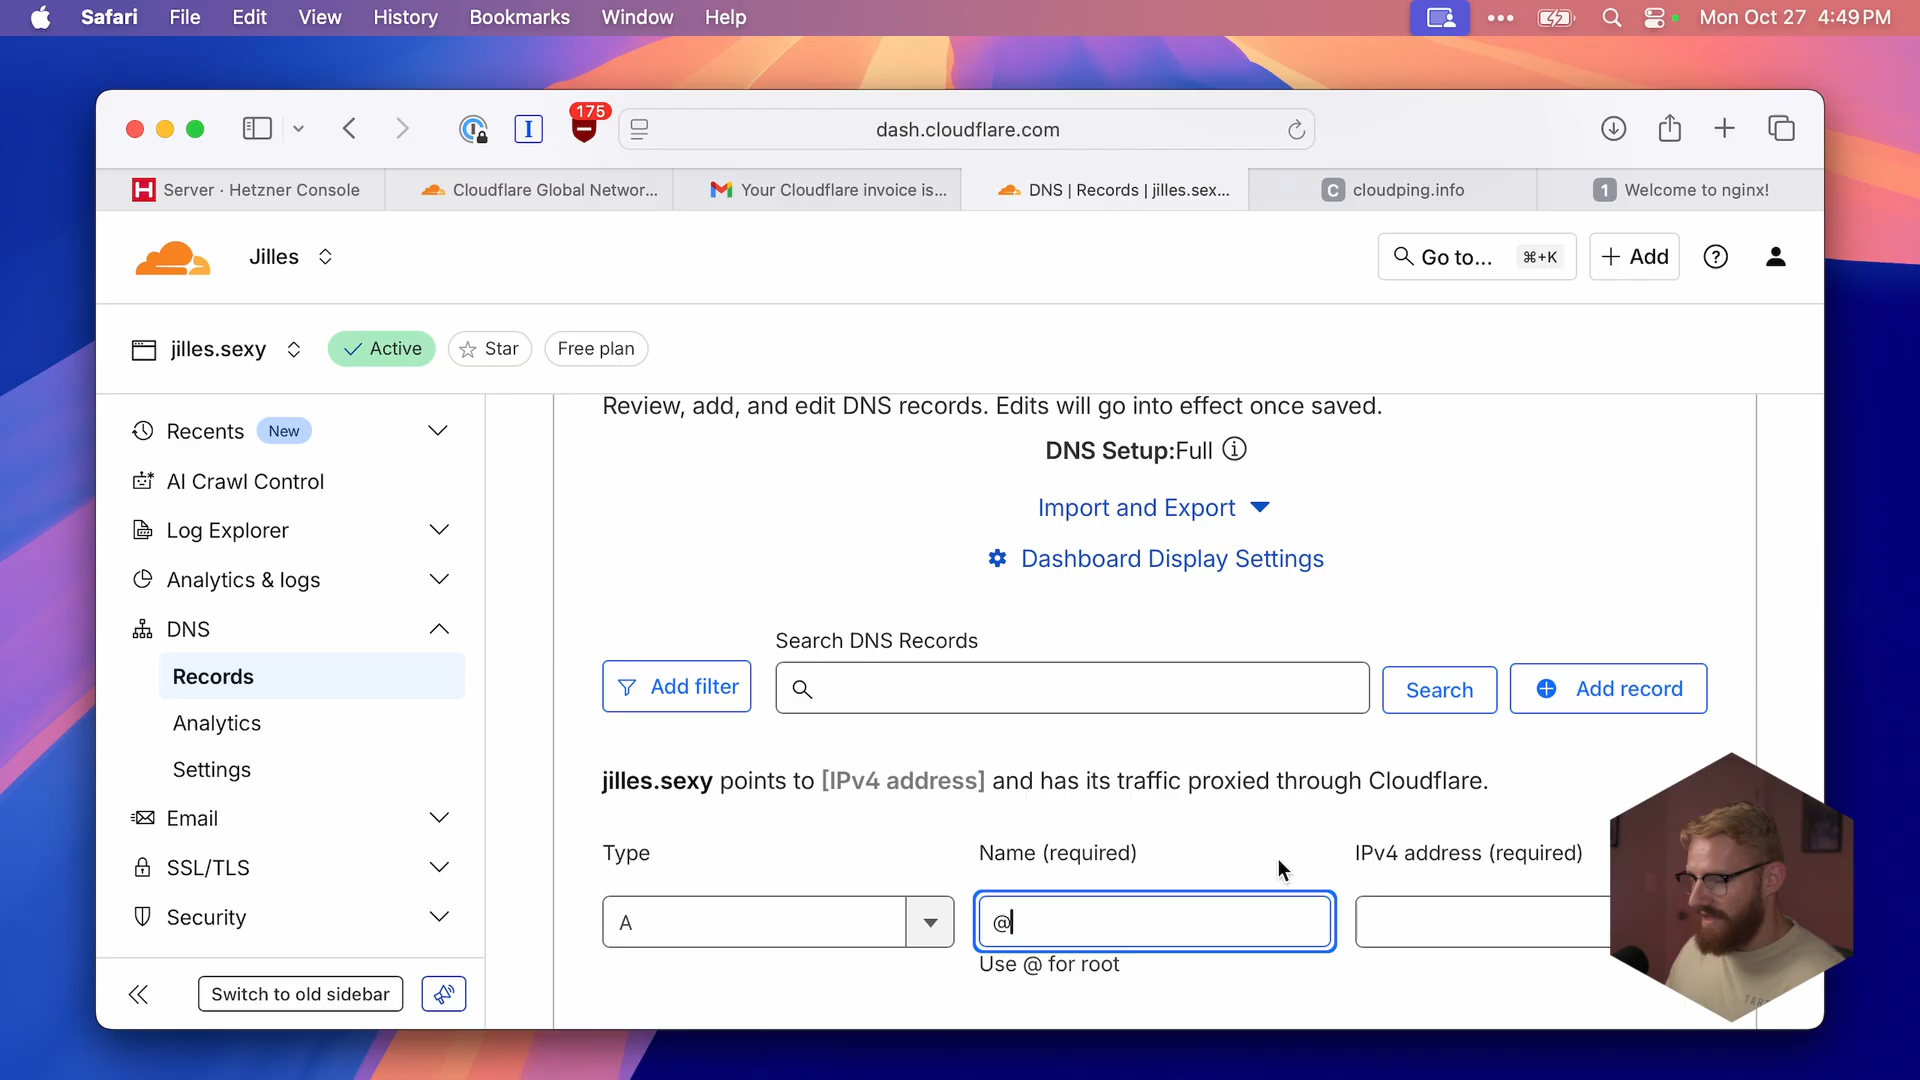 Safari File Edit View History Bookmarks Window Help Mon Oct 27 4:49 PM
175
dash.cloudflare.com
H Server · Hetzner Console
Cloudflare Global Networ...
Your Cloudflare invoice is...
DNS | Records | jilles.sex...
C cloudping.info
1 Welcome to nginx!
Jilles
Go to... ⌘+K
+ Add
jilles.sexy
Active
Star
Free plan
Recents New
AI Crawl Control
Log Explorer
Analytics & logs
DNS
Records
Analytics
Settings
Email
SSL/TLS
Security
Switch to old sidebar
Review, add, and edit DNS records. Edits will go into effect once saved.
DNS Setup:Full
Import and Export
Dashboard Display Settings
Search DNS Records
Add filter
Search
Add record
jilles.sexy points to [IPv4 address] and has its traffic proxied through Cloudflare.
Type
Name (required)
IPv4 address (required)
A
@
Use @ for root